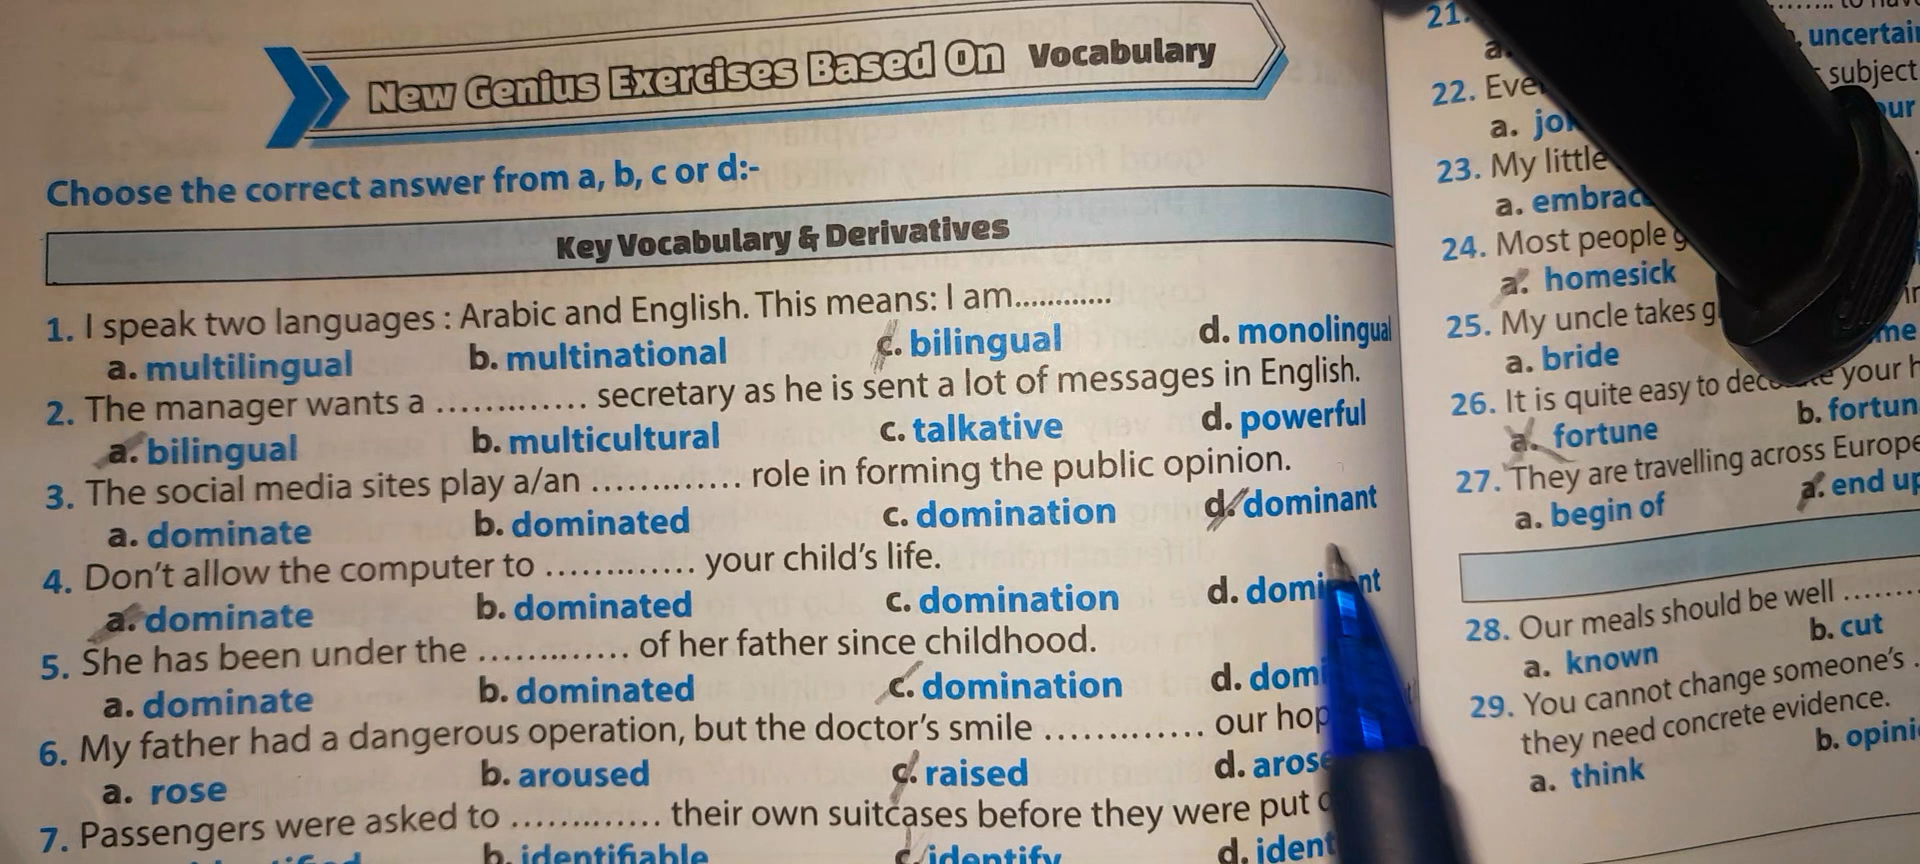 New Genius Exercises Based On Vocabulary
Choose the correct answer from a, b, c or d:-
Key Vocabulary & Derivatives
1. I speak two languages : Arabic and English. This means: I am............
a. multilingual b. multinational c. bilingual d. monolingual
2. The manager wants a ............. secretary as he is sent a lot of messages in English.
a. bilingual b. multicultural c. talkative d. powerful
3. The social media sites play a/an ............. role in forming the public opinion.
a. dominate b. dominated c. domination d. dominant
4. Don't allow the computer to ............. your child's life.
a. dominate b. dominated c. domination d.
5. She has been under the ............. of her father since childhood.
a. dominate b. dominated c. domination d.
6. My father had a dangerous operation, but the doctor's smile ............. our
a. rose b. aroused c. raised d.
7. Passengers were asked to ............. their own suitcases before they were put
b. identifiable c. identify d.
21.
a.
22.
a.
subject
23. My little
a.
24. Most people
a. homesick
25. My uncle takes
a. bride
26. It is quite easy to your
a. fortune b.
27. They are travelling across Europe
a. begin of a. end up
28. Our meals should be well .......
a. known b. cut
29. You cannot change someone's .
they need concrete evidence.
a. think b.